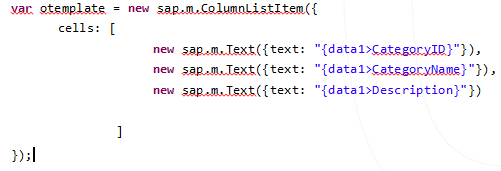 var otemplate = new sap.m.ColumnListItem({
cells: [
new sap.m.Text({text: "{data1>CategoryID}"}),
new sap.m.Text({text: "{data1>CategoryName}"}),
new sap.m.Text({text: "{data1>Description}"})
]
});